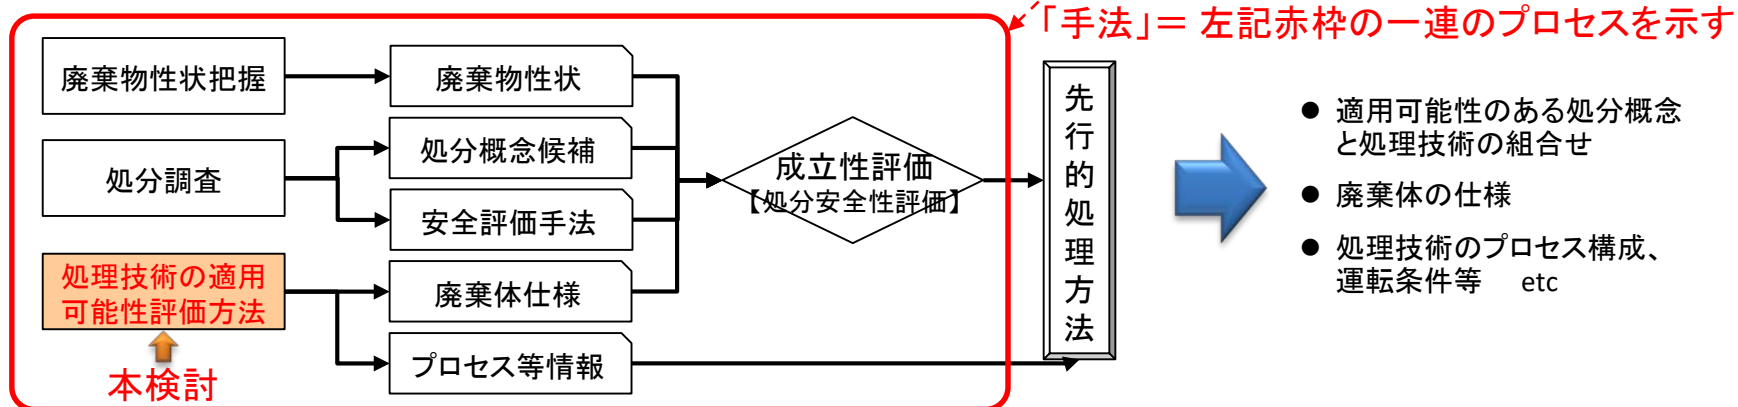 「手法」＝ 左記赤枠の一連のプロセスを示す
廃棄物性状把握
廃棄物性状
処分調査
処分概念候補
安全評価手法
処理技術の適用
可能性評価方法
廃棄体仕様
プロセス等情報
本検討
成立性評価
【処分安全性評価】
先行的処理方法
● 適用可能性のある処分概念
と処理技術の組合せ
● 廃棄体の仕様
● 処理技術のプロセス構成、
運転条件等 etc